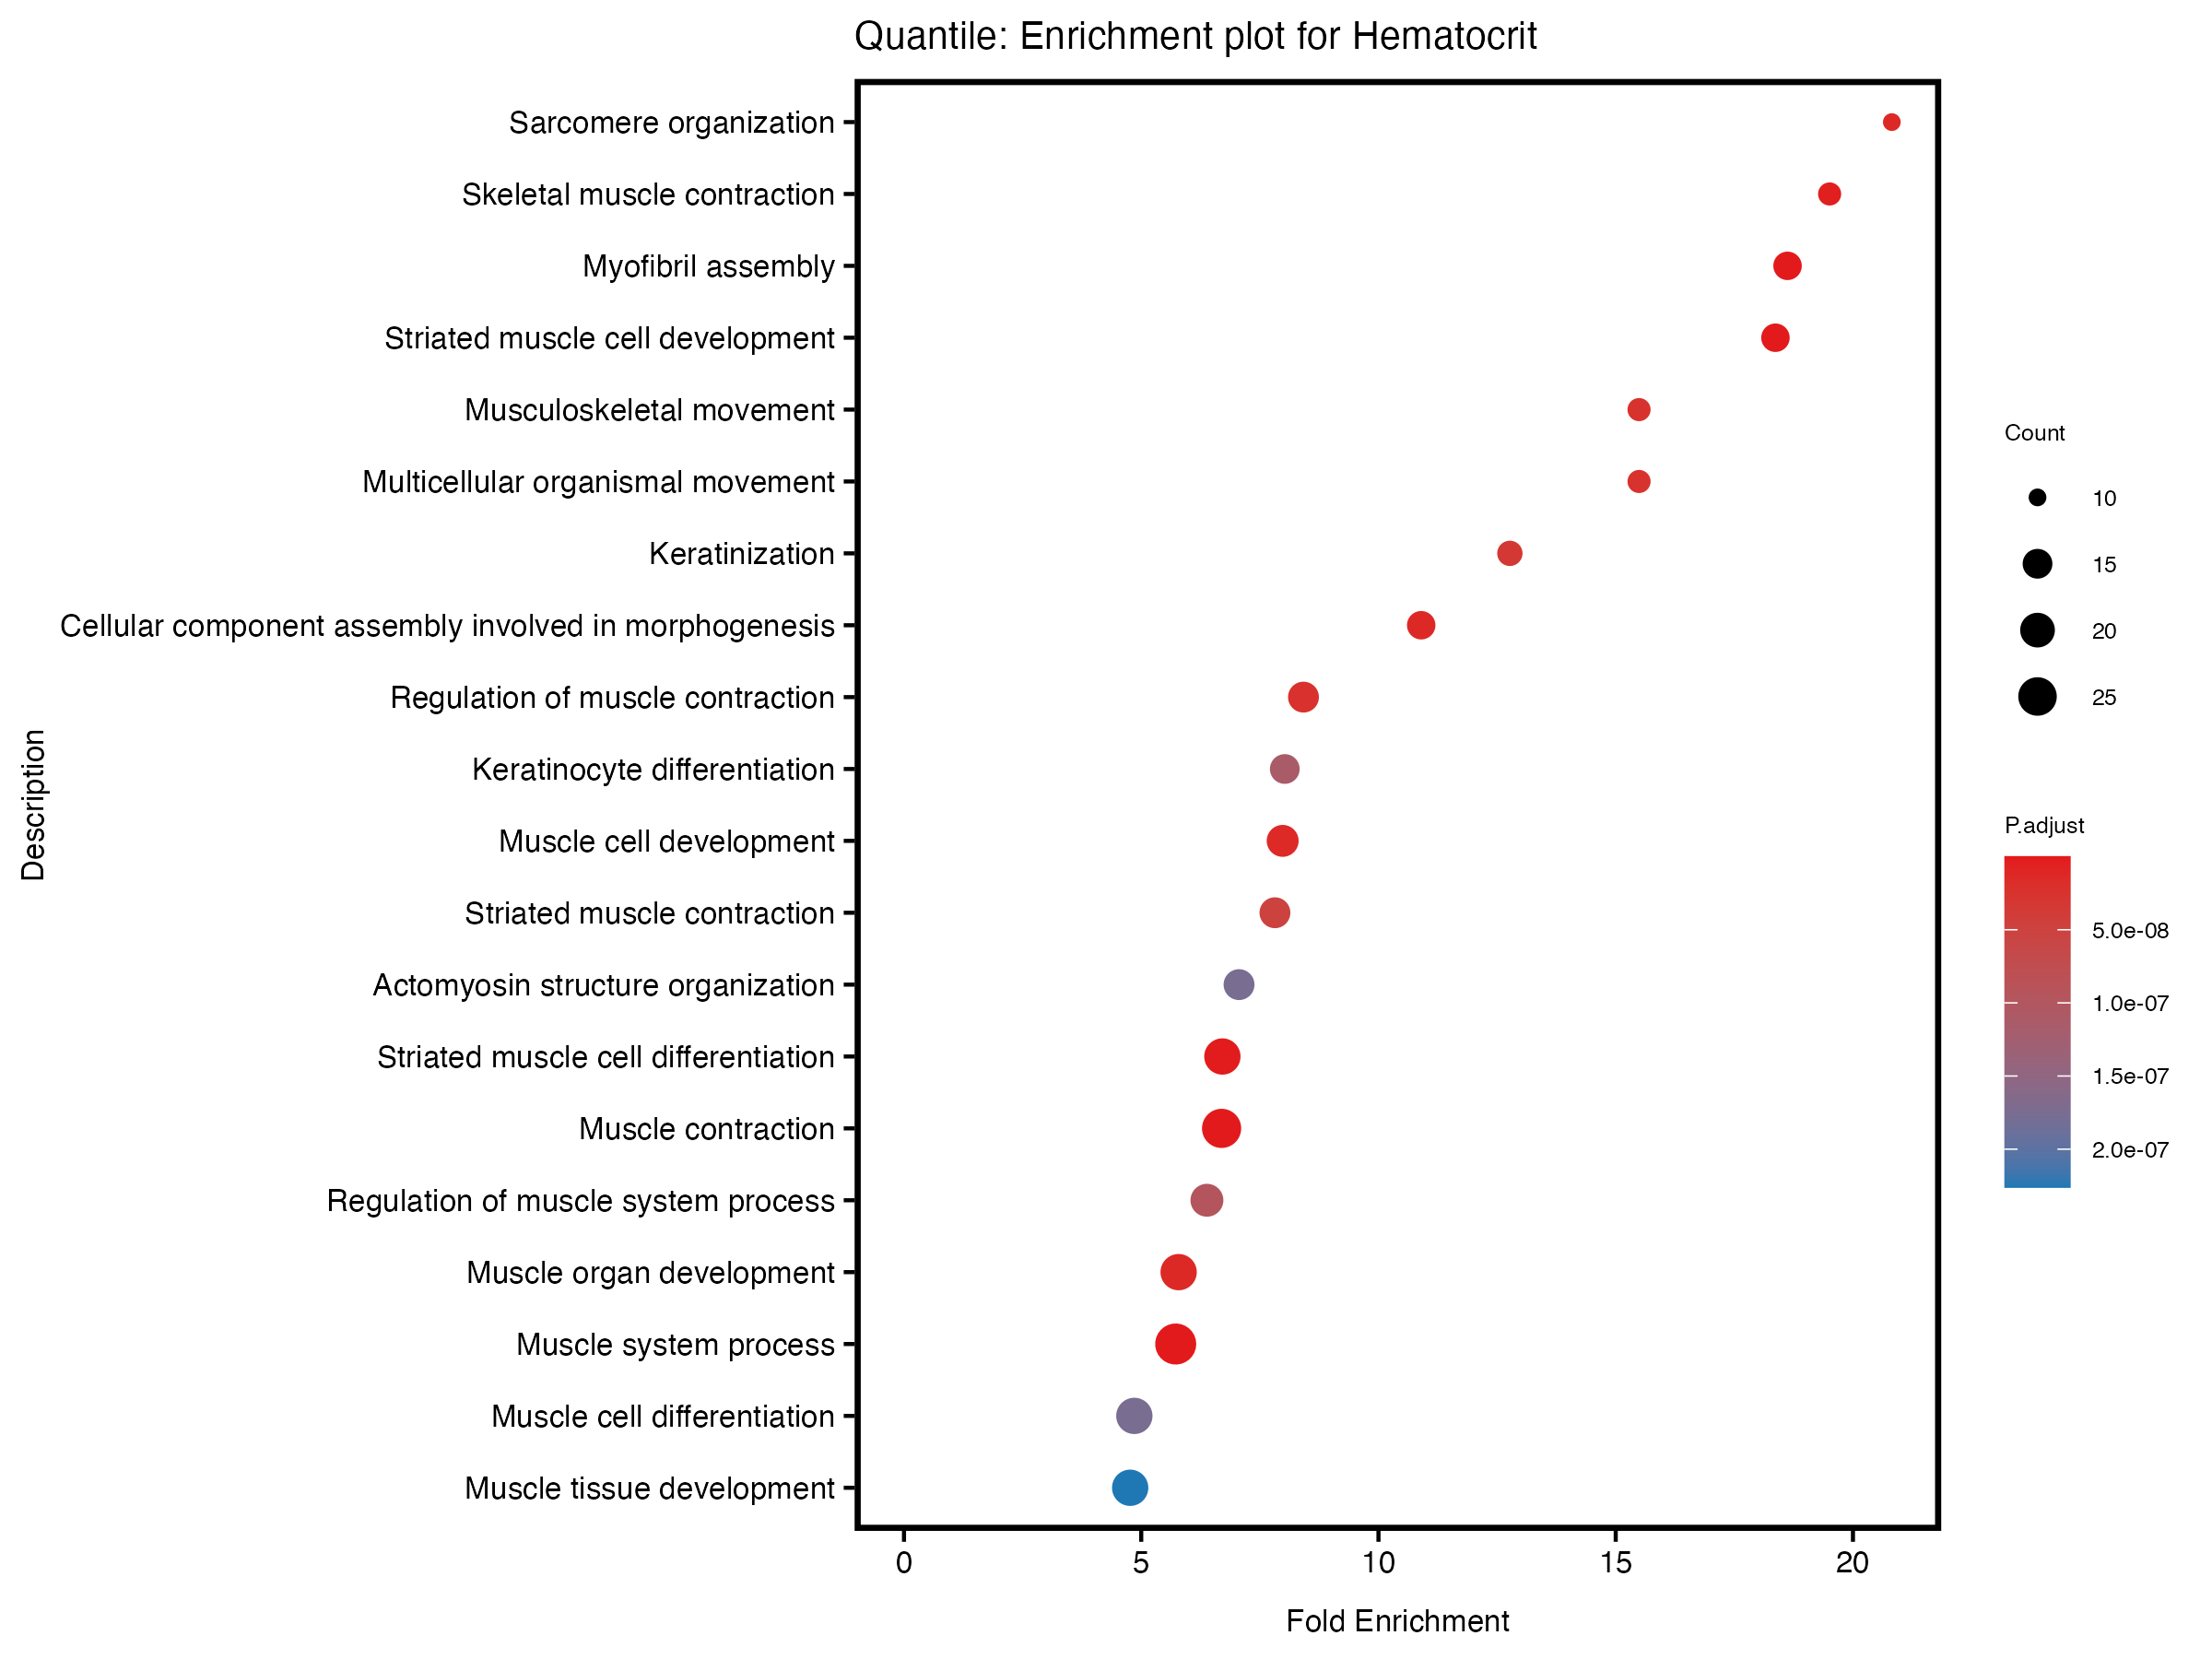 Quantile: Enrichment plot for Hematocrit
Sarcomere organization
Skeletal muscle contraction
Myofibril assembly
Striated muscle cell development
Musculoskeletal movement
Multicellular organismal movement
Keratinization
Cellular component assembly involved in morphogenesis
Regulation of muscle contraction
Keratinocyte differentiation
Muscle cell development
Striated muscle contraction
Actomyosin structure organization
Striated muscle cell differentiation
Muscle contraction
Regulation of muscle system process
Muscle organ development
Muscle system process
Muscle cell differentiation
Muscle tissue development
Description
0 5 10 15 20
Fold Enrichment
Count
10
15
20
25
P.adjust
5.0e-08
1.0e-07
1.5e-07
2.0e-07